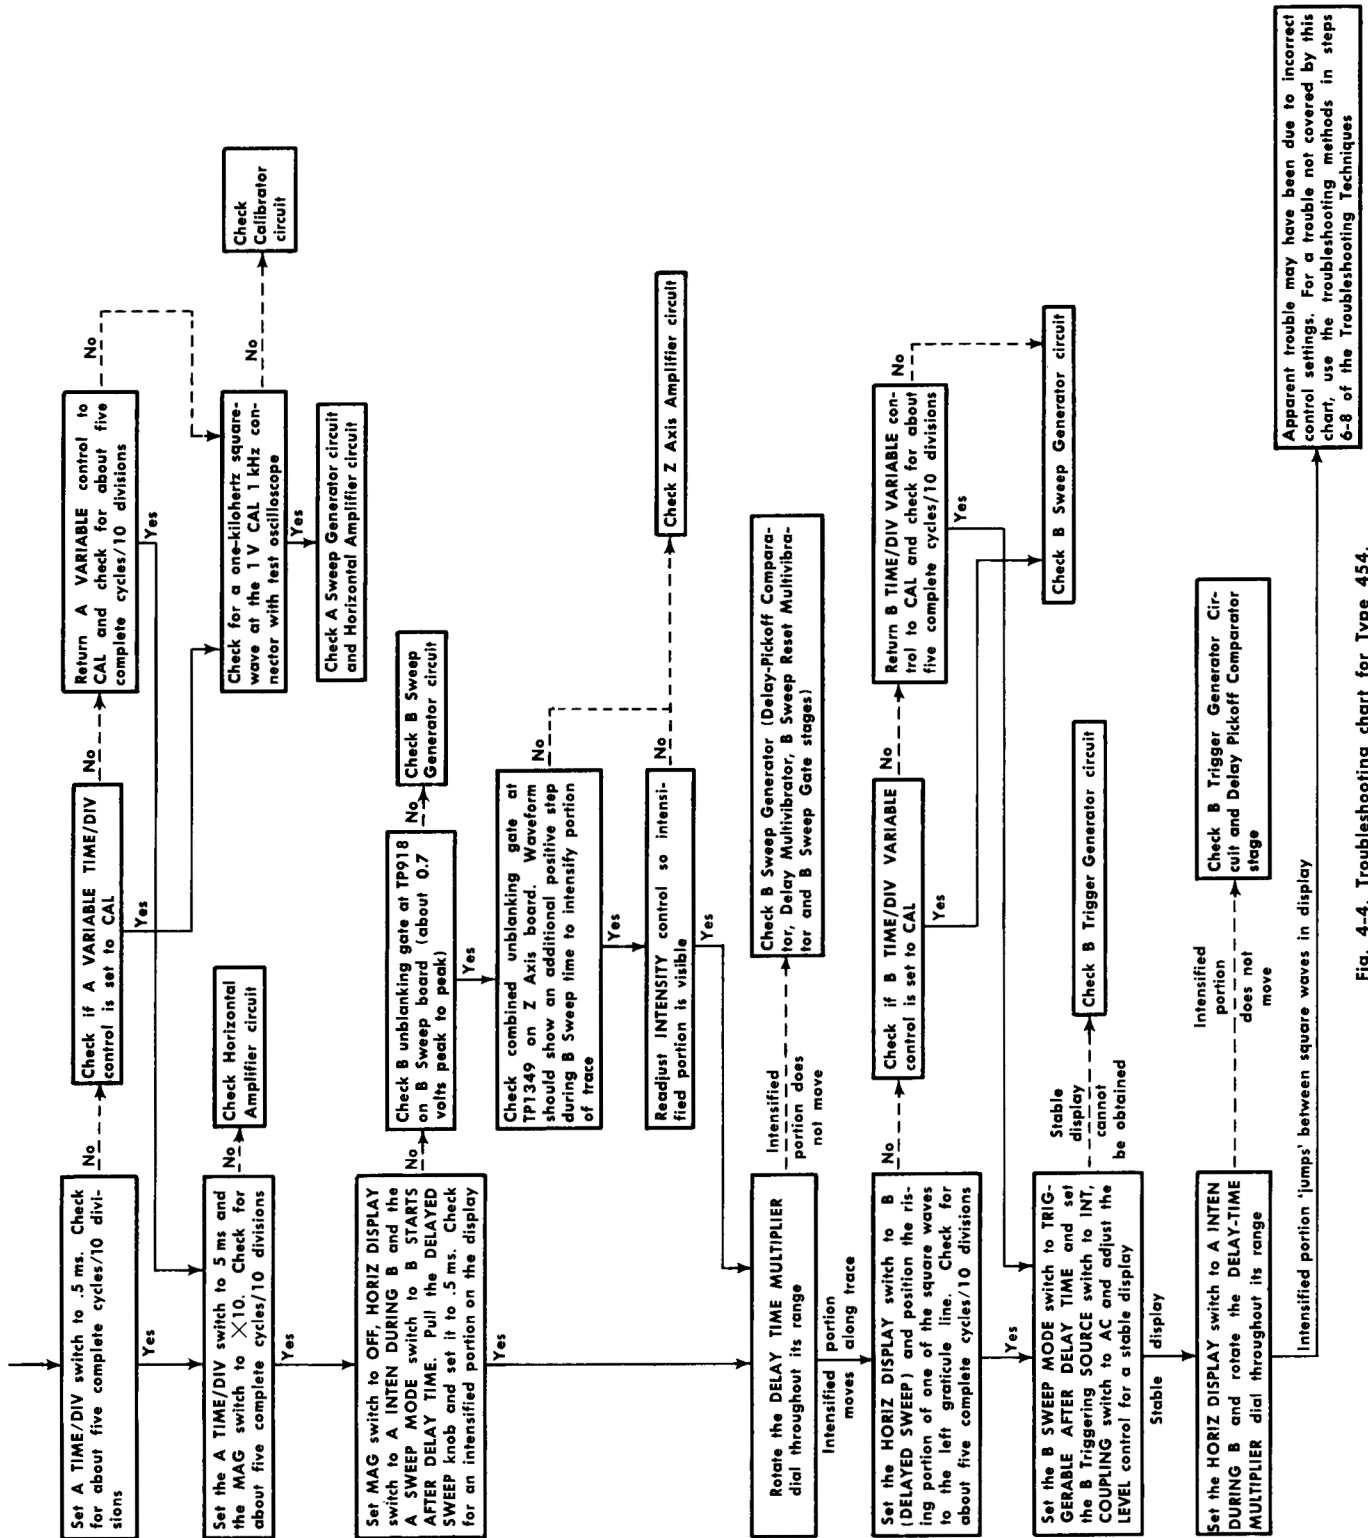 Set A TIME/DIV switch to .5 ms. Check
for about five complete cycles/10 divi-
sions
No
Check if A VARIABLE TIME/DIV
control is set to CAL
No
Return A VARIABLE control to
CAL and check for about five
complete cycles/10 divisions
No
Yes
Yes
Yes
Set the A TIME/DIV switch to 5 ms and
the MAG switch to ×10. Check for
about five complete cycles/10 divisions
No
Check Horizontal
Amplifier circuit
Check for a one-kilohertz square-
wave at the 1 V CAL 1 kHz con-
nector with test oscilloscope
No
Check
Calibrator
circuit
Yes
Yes
Check A Sweep Generator circuit
and Horizontal Amplifier circuit
Set MAG switch to OFF, HORIZ DISPLAY
switch to A INTEN DURING B and the
A SWEEP MODE switch to B STARTS
AFTER DELAY TIME. Pull the DELAYED
SWEEP knob and set it to .5 ms. Check
for an intensified portion on the display
No
Check B unblanking gate at TP918
on B Sweep board (about 0.7
volts peak to peak)
No
Check B Sweep
Generator circuit
Yes
Yes
Check combined unblanking gate at
TP1349 on Z Axis board. Waveform
should show an additional positive step
during B Sweep time to intensify portion
of trace
No
Yes
Readjust INTENSITY control so intensi-
fied portion is visible
No
Check Z Axis Amplifier circuit
Yes
Rotate the DELAY TIME MULTIPLIER
dial throughout its range
Intensified
portion does
not move
Check B Sweep Generator (Delay-Pickoff Compara-
tor, Delay Multivibrator, B Sweep Reset Multivibra-
tor and B Sweep Gate stages)
Intensified portion
moves along trace
Set the HORIZ DISPLAY switch to B
(DELAYED SWEEP) and position the ris-
ing portion of one of the square waves
to the left graticule line. Check for
about five complete cycles/10 divisions
No
Check if B TIME/DIV VARIABLE
control is set to CAL
No
Return B TIME/DIV VARIABLE con-
trol to CAL and check for about
five complete cycles/10 divisions
No
Yes
Yes
Yes
Check B Sweep Generator circuit
Set the B SWEEP MODE switch to TRIG-
GERABLE AFTER DELAY TIME and set
the B Triggering SOURCE switch to INT,
COUPLING switch to AC and adjust the
LEVEL control for a stable display
Stable
display
cannot
be obtained
Check B Trigger Generator circuit
Stable display
Set the HORIZ DISPLAY switch to A INTEN
DURING B and rotate the DELAY-TIME
MULTIPLIER dial throughout its range
Intensified
portion
does not
move
Check B Trigger Generator Cir-
cuit and Delay Pickoff Comparator
stage
Intensified portion 'jumps' between square waves in display
Apparent trouble may have been due to incorrect
control settings. For a trouble not covered by this
chart, use the troubleshooting methods in steps
6-8 of the Troubleshooting Techniques
Fig. 4-4. Troubleshooting chart for Type 454.